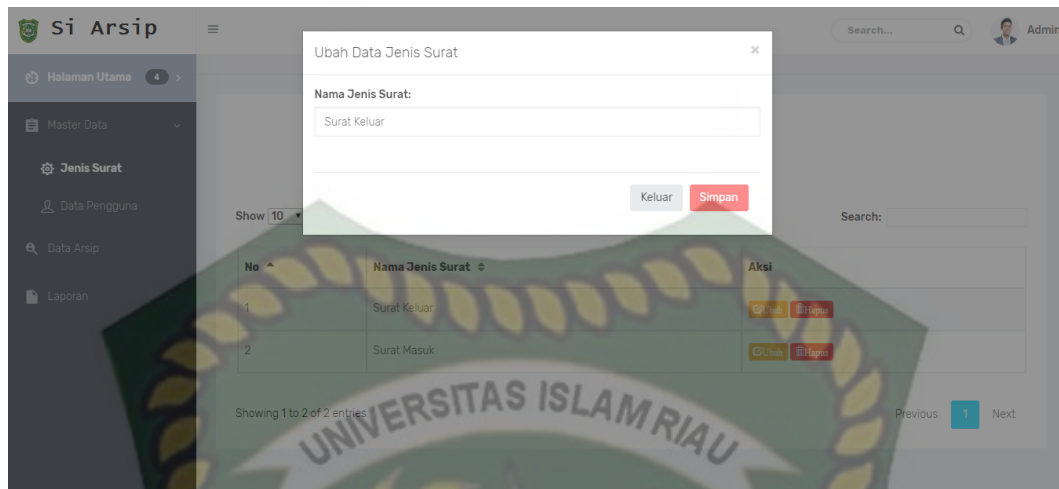 Si Arsip
Search...
Admin
Ubah Data Jenis Surat
×
Halaman Utama 4
Nama Jenis Surat:
Surat Keluar
Master Data
Jenis Surat
Data Pengguna
Keluar Simpan
Show 10
Search:
Data Arsip
No Nama Jenis Surat Aksi
Laporan
1 Surat Keluar Ubah Hapus
2 Surat Masuk Ubah Hapus
Showing 1 to 2 of 2 entries
Previous 1 Next
UNIVERSITAS ISLAM RIAU